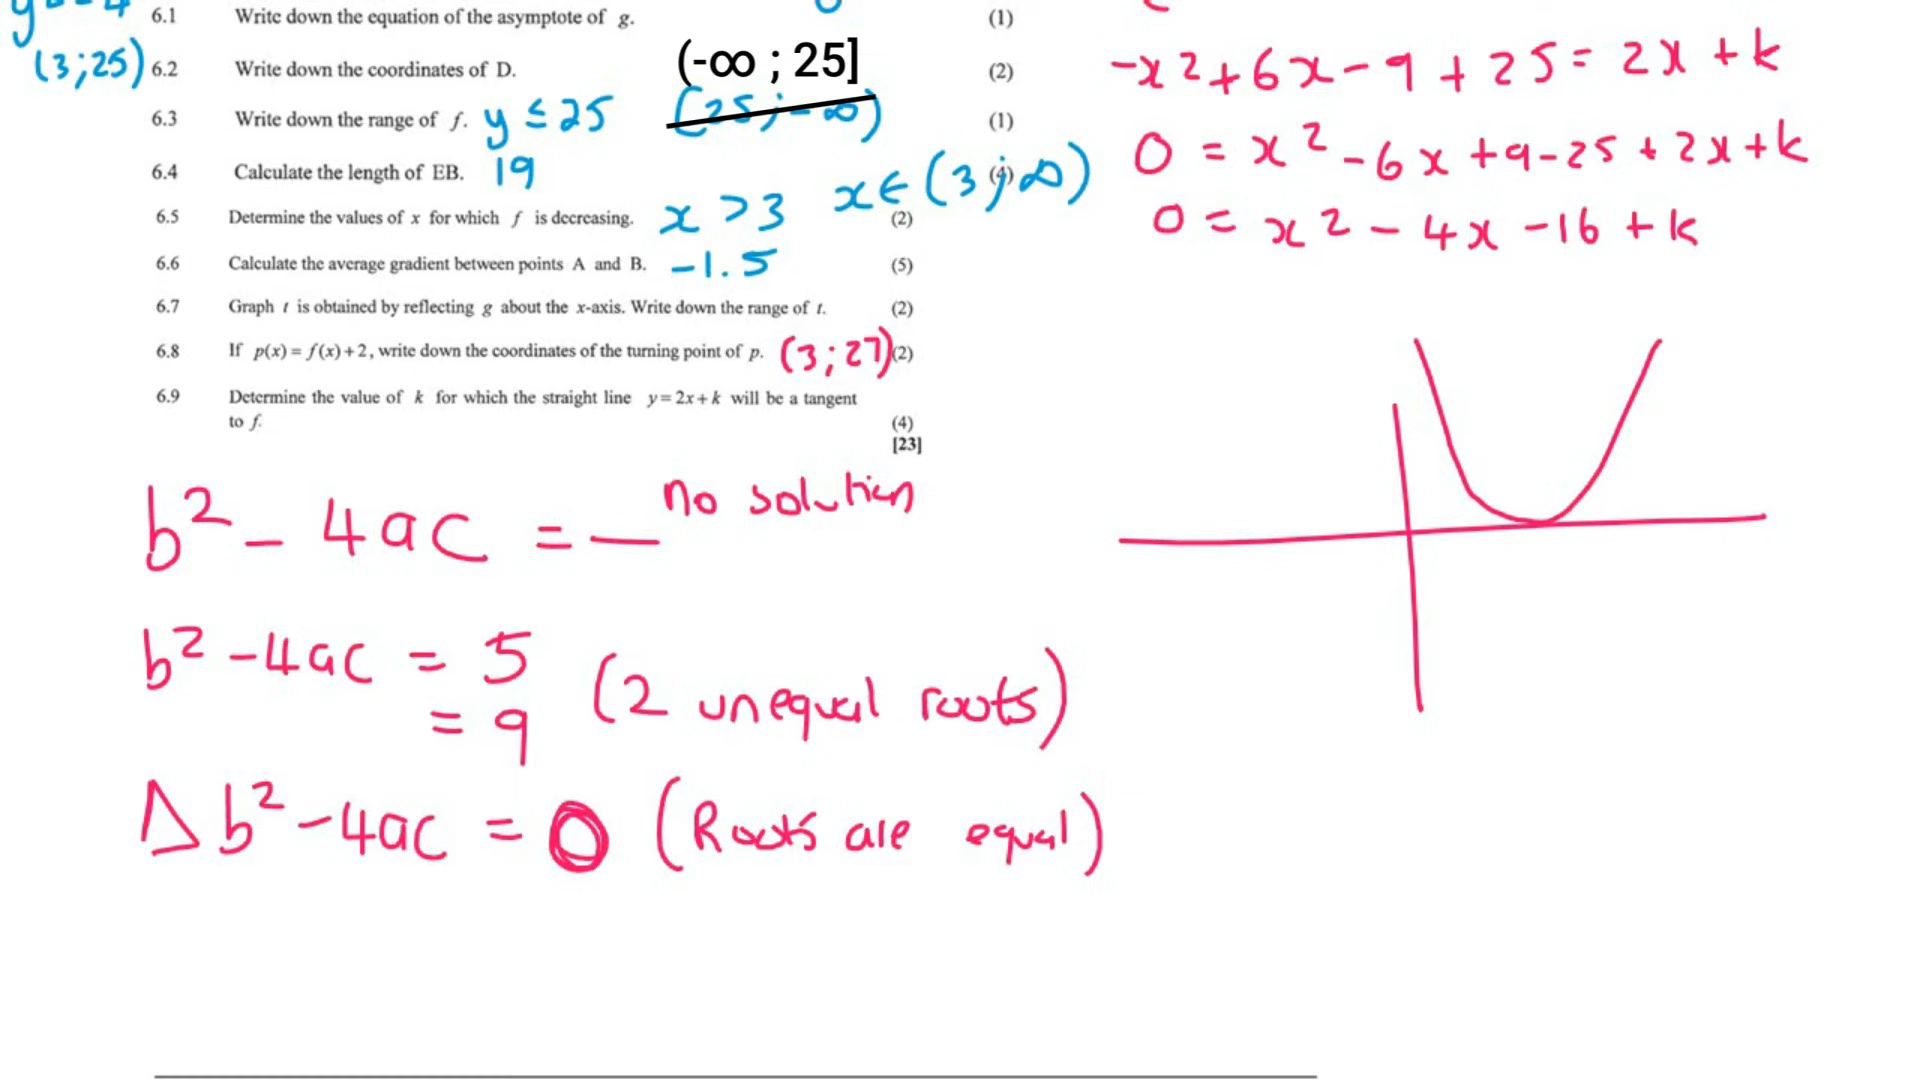 y = -4
6.1 Write down the equation of the asymptote of g. (1)
(3;25) 6.2 Write down the coordinates of D. (-∞ ; 25] (2)
6.3 Write down the range of f. y ≤ 25 (25 ; -∞) (1)
6.4 Calculate the length of EB. 19 (4)
6.5 Determine the values of x for which f is decreasing. x > 3 x ∈ (3 ; ∞) (2)
6.6 Calculate the average gradient between points A and B. -1.5 (5)
6.7 Graph t is obtained by reflecting g about the x-axis. Write down the range of t. (2)
6.8 If p(x) = f(x) + 2, write down the coordinates of the turning point of p. (3;27) (2)
6.9 Determine the value of k for which the straight line y = 2x + k will be a tangent
to f. (4)
[23]
-x2 + 6x - 9 + 25 = 2x + k
0 = x² - 6x + 9 - 25 + 2x + k
0 = x² - 4x - 16 + k
b² - 4ac = — no solution
b² - 4ac = 5
= 9 (2 unequal roots)
Δ b² - 4ac = 0 (Roots are equal)